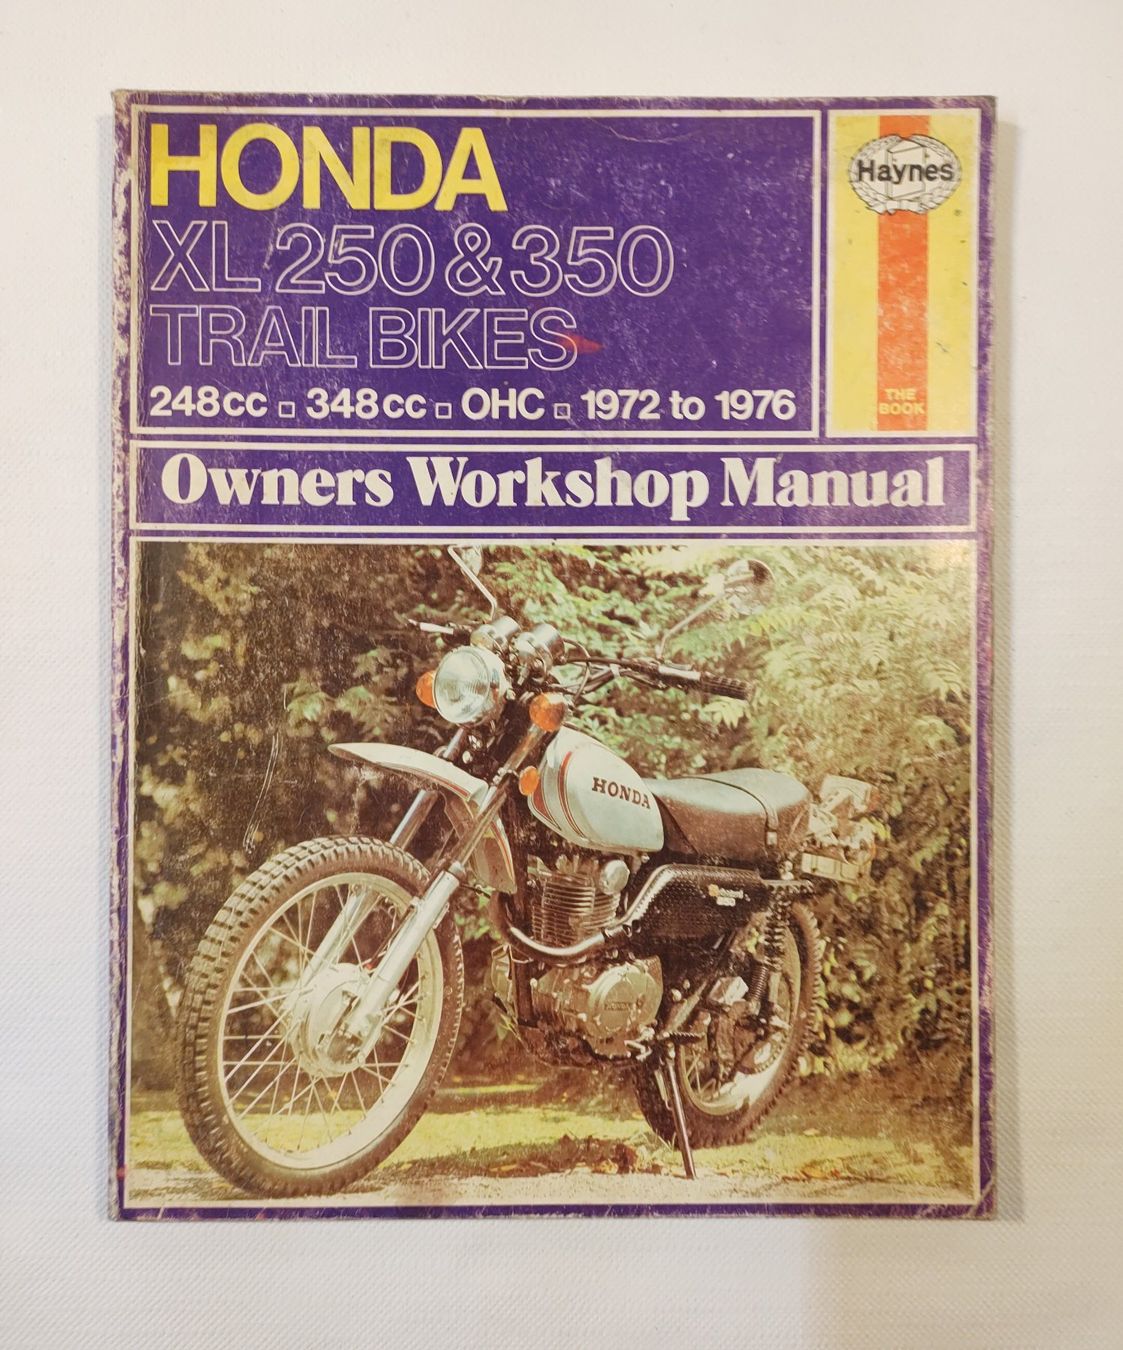 HONDA
XL 250 & 350
TRAIL BIKES
248cc □ 348cc □ OHC □ 1972 to 1976
Haynes
THE
BOOK
Owners Workshop Manual
HONDA
HONDA